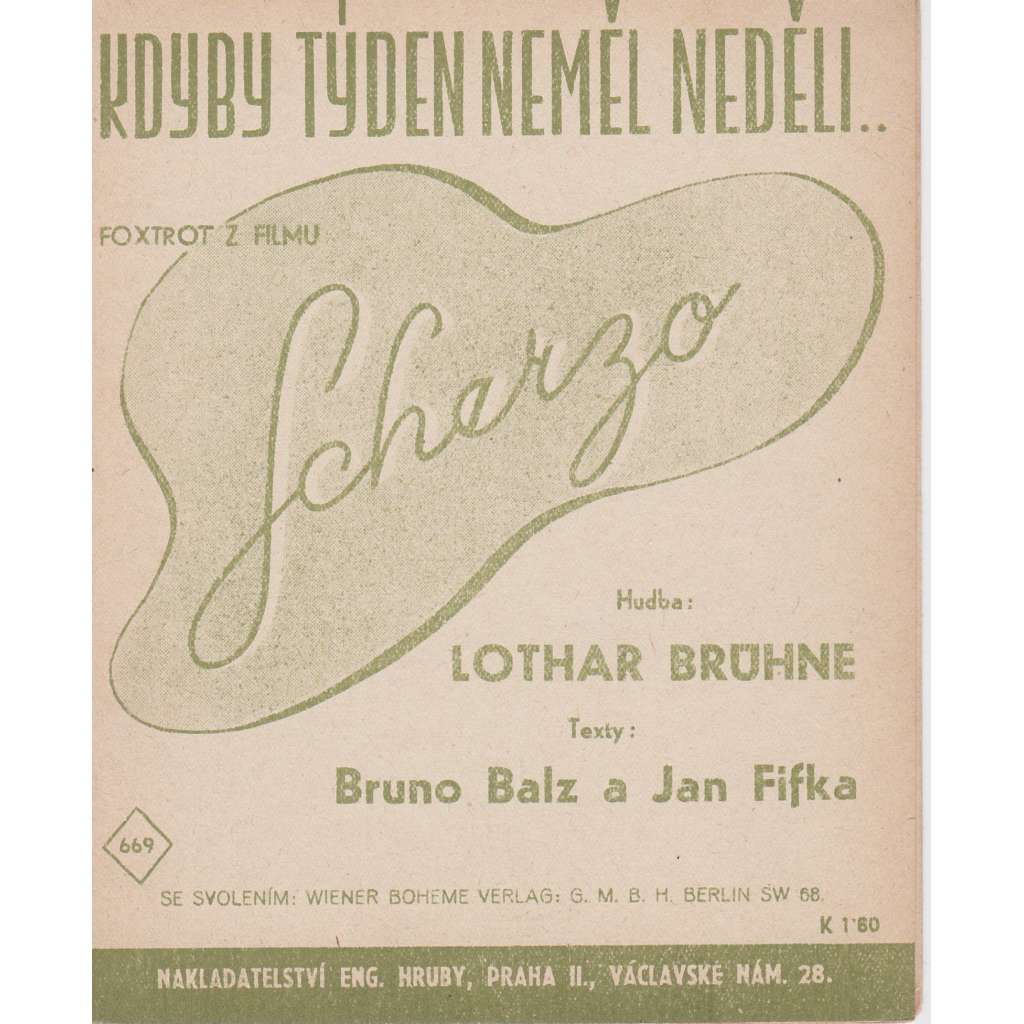 KDYBY TÝDEN NEMĚL NEDĚLI..
FOXTROT Z FILMU
Scherzo
Hudba:
LOTHAR BRÜHNE
Texty:
Bruno Balz a Jan Fifka
669
SE SVOLENÍM: WIENER BOHEME VERLAG: G. M. B. H. BERLIN SW 68.
K 1·60
NAKLADATELSTVÍ ENG. HRUBY, PRAHA II., VÁCLAVSKÉ NÁM. 28.